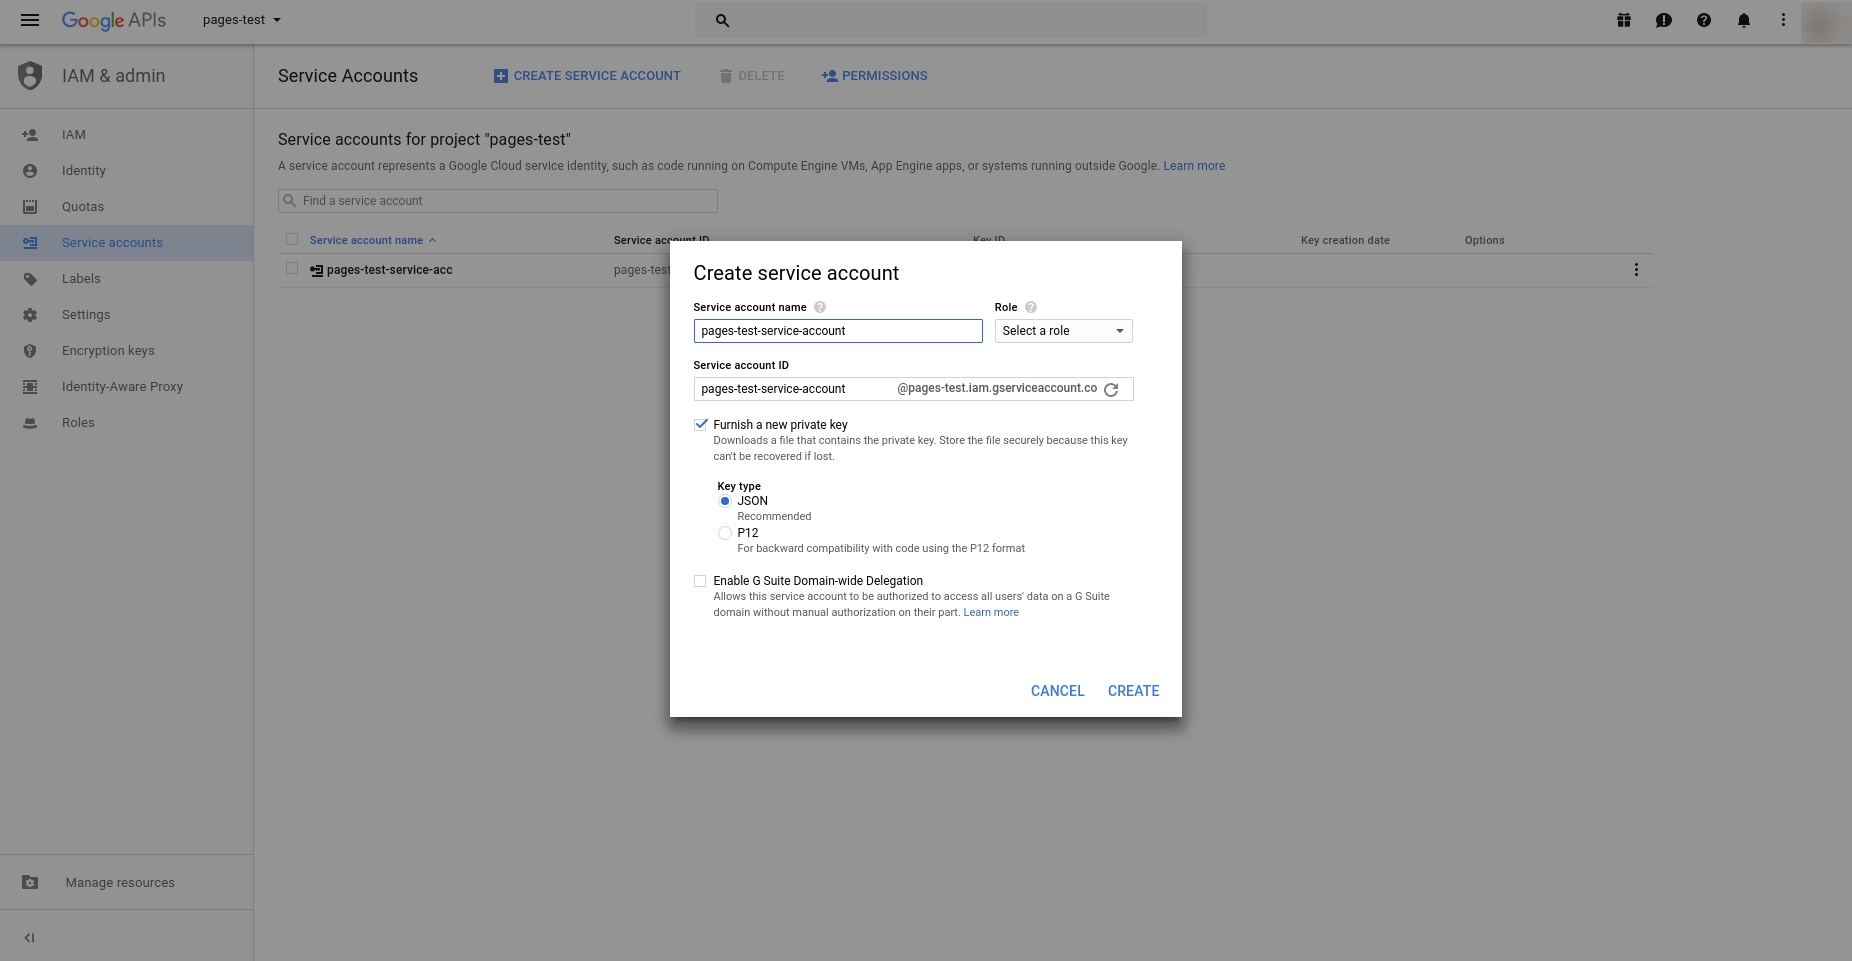 Google APIs
pages-test
IAM & admin
Service Accounts
CREATE SERVICE ACCOUNT
DELETE
PERMISSIONS
IAM
Identity
Quotas
Service accounts
Labels
Settings
Encryption keys
Identity-Aware Proxy
Roles
Manage resources
Service accounts for project "pages-test"
A service account represents a Google Cloud service identity, such as code running on Compute Engine VMs, App Engine apps, or systems running outside Google. Learn more
Find a service account
Service account name
Service account ID
Key ID
Key creation date
Options
pages-test-service-acc
pages-test
Create service account
Service account name
Role
pages-test-service-account
Select a role
Service account ID
pages-test-service-account
@pages-test.iam.gserviceaccount.co
Furnish a new private key
Downloads a file that contains the private key. Store the file securely because this key
can't be recovered if lost.
Key type
JSON
Recommended
P12
For backward compatibility with code using the P12 format
Enable G Suite Domain-wide Delegation
Allows this service account to be authorized to access all users' data on a G Suite
domain without manual authorization on their part. Learn more
CANCEL
CREATE